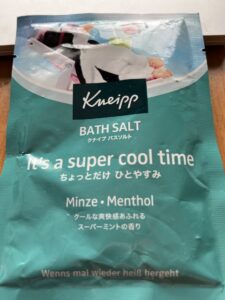 Kneipp
BATH SALT
クナイプ バスソルト
It's a super cool time
ちょっとだけ ひとやすみ
Minze・Menthol
クールな爽快感あふれる
スーパーミントの香り
Wenns mal wieder heiß hergeht